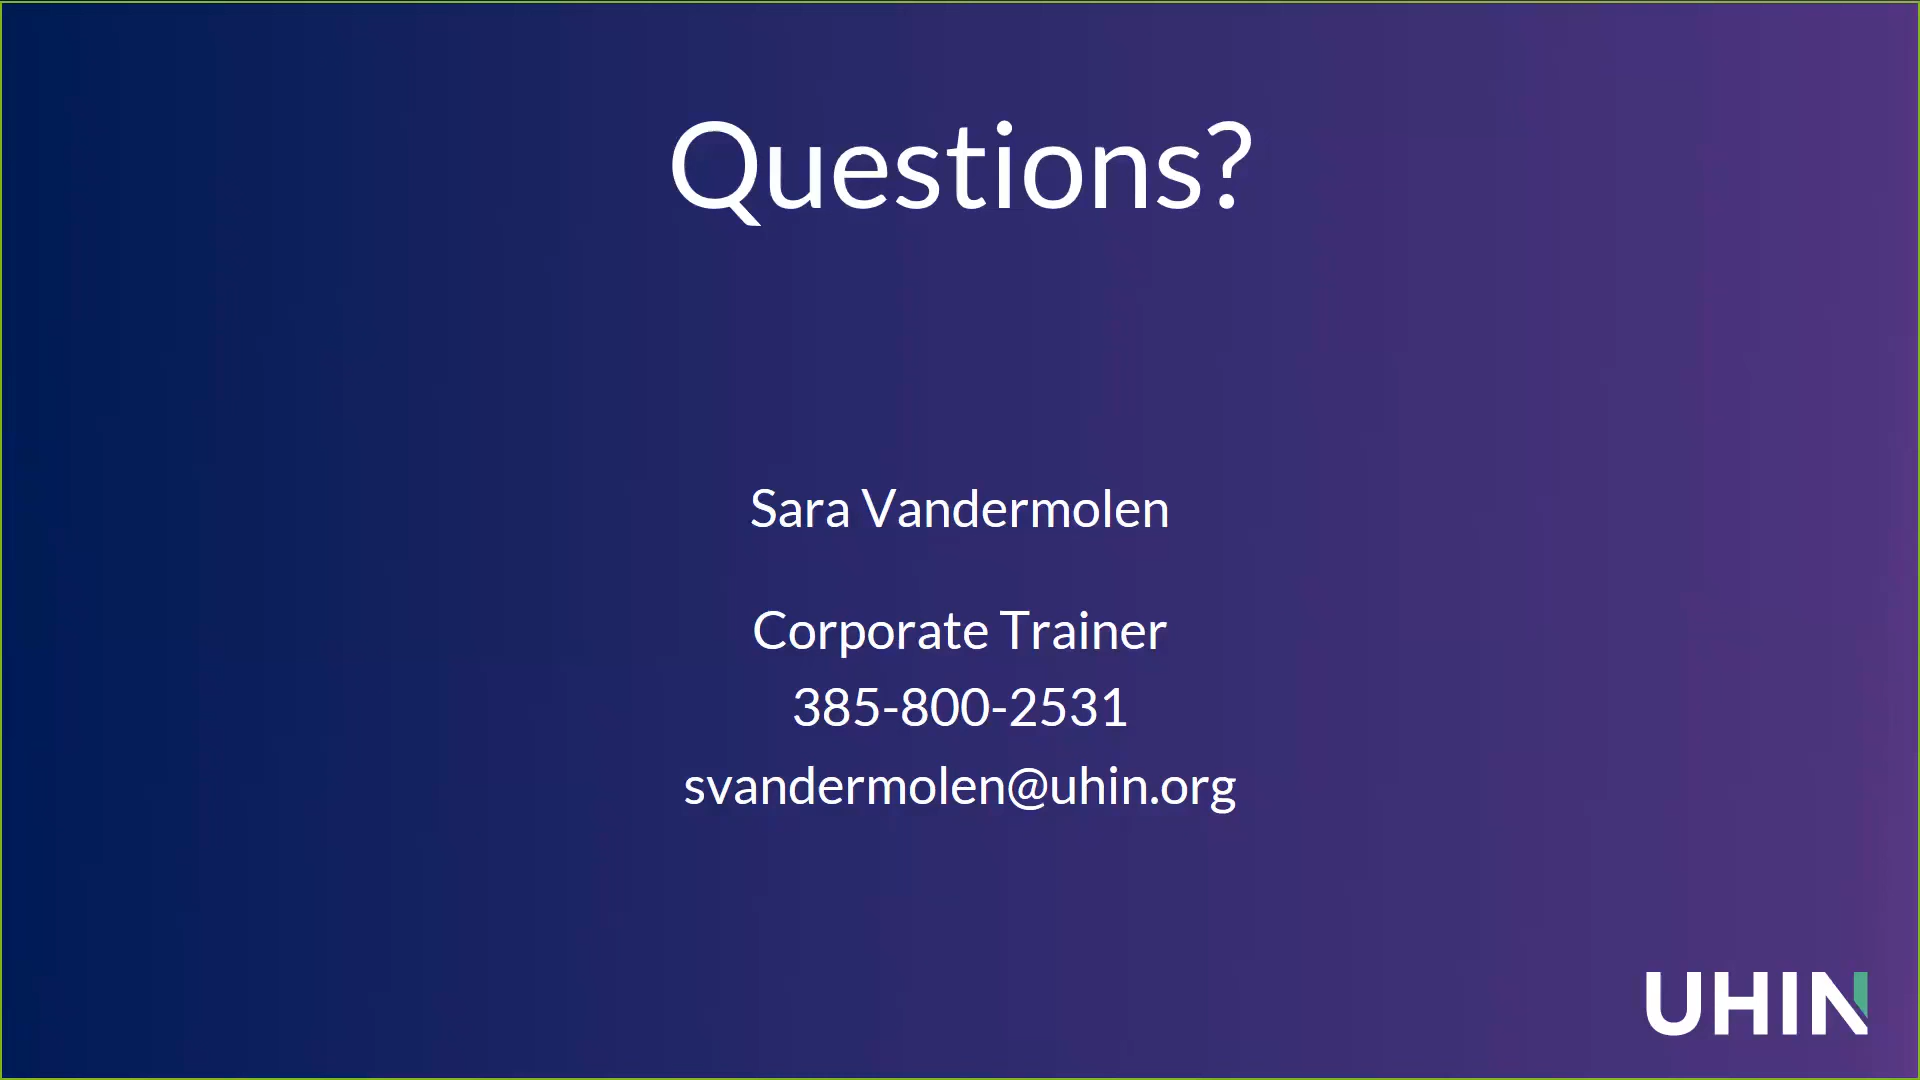 Questions?
Sara Vandermolen
Corporate Trainer
385-800-2531
svandermolen@uhin.org
UHIN